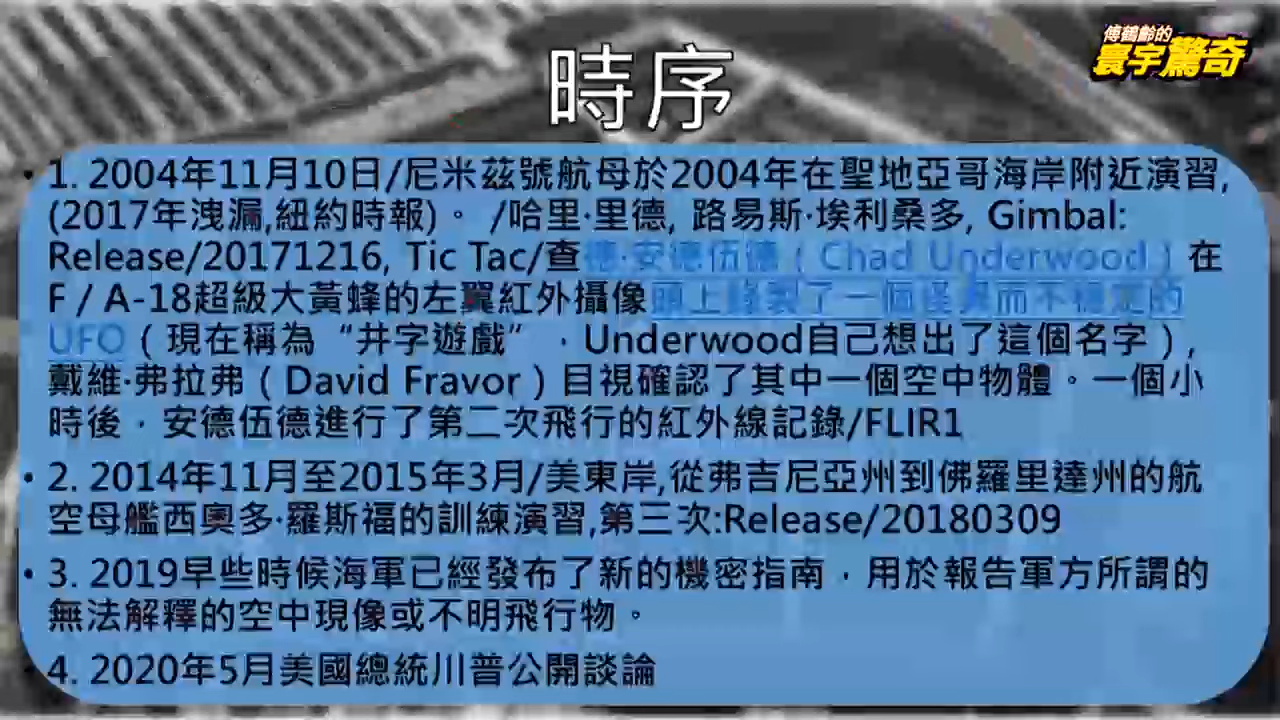 傅鶴齡的
寰宇驚奇
時序
• 1. 2004年11月10日/尼米茲號航母於2004年在聖地亞哥海岸附近演習,
(2017年洩漏,紐約時報)。 /哈里·里德, 路易斯·埃利桑多, Gimbal:
Release/20171216, Tic Tac/查德·安德伍德（Chad Underwood）在
F / A-18超級大黃蜂的左翼紅外攝像頭上錄製了一個怪異而不穩定的
UFO（現在稱為“井字遊戲”，Underwood自己想出了這個名字），
戴維·弗拉弗（David Fravor）目視確認了其中一個空中物體。一個小
時後，安德伍德進行了第二次飛行的紅外線記錄/FLIR1
• 2. 2014年11月至2015年3月/美東岸,從弗吉尼亞州到佛羅里達州的航
空母艦西奧多·羅斯福的訓練演習,第三次:Release/20180309
• 3. 2019早些時候海軍已經發布了新的機密指南，用於報告軍方所謂的
無法解釋的空中現像或不明飛行物。
• 4. 2020年5月美國總統川普公開談論